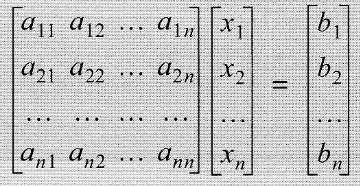 a11 a12 ... a1n x1 b1
a21 a22 ... a2n x2 = b2
... ... ... ... ... ...
an1 an2 ... ann xn bn